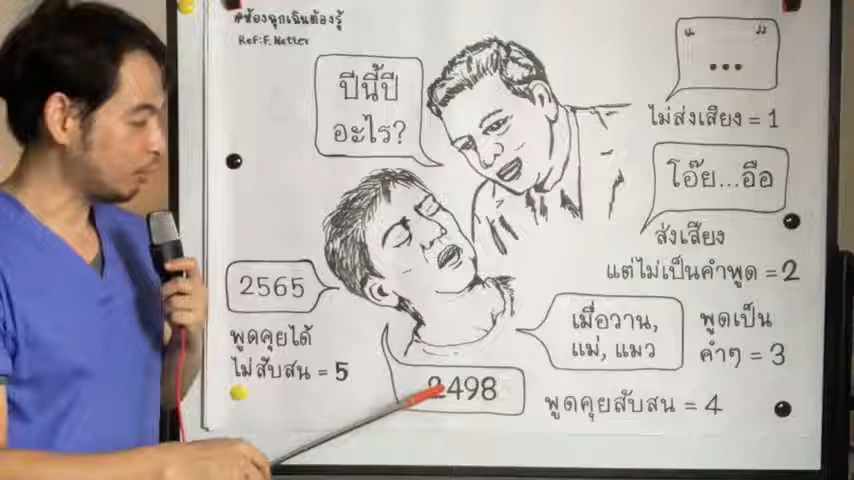 #ห้องฉุกเฉินต้องรู้
Ref:F.Netter
ปีนี้ปี
อะไร?
" "
...
ไม่ส่งเสียง = 1
โอ๊ย...อือ
ส่งเสียง
แต่ไม่เป็นคำพูด = 2
2565
พูดคุยได้
ไม่สับสน = 5
เมื่อวาน,
แม่, แมว
พูดเป็น
คำๆ = 3
2498
พูดคุยสับสน = 4